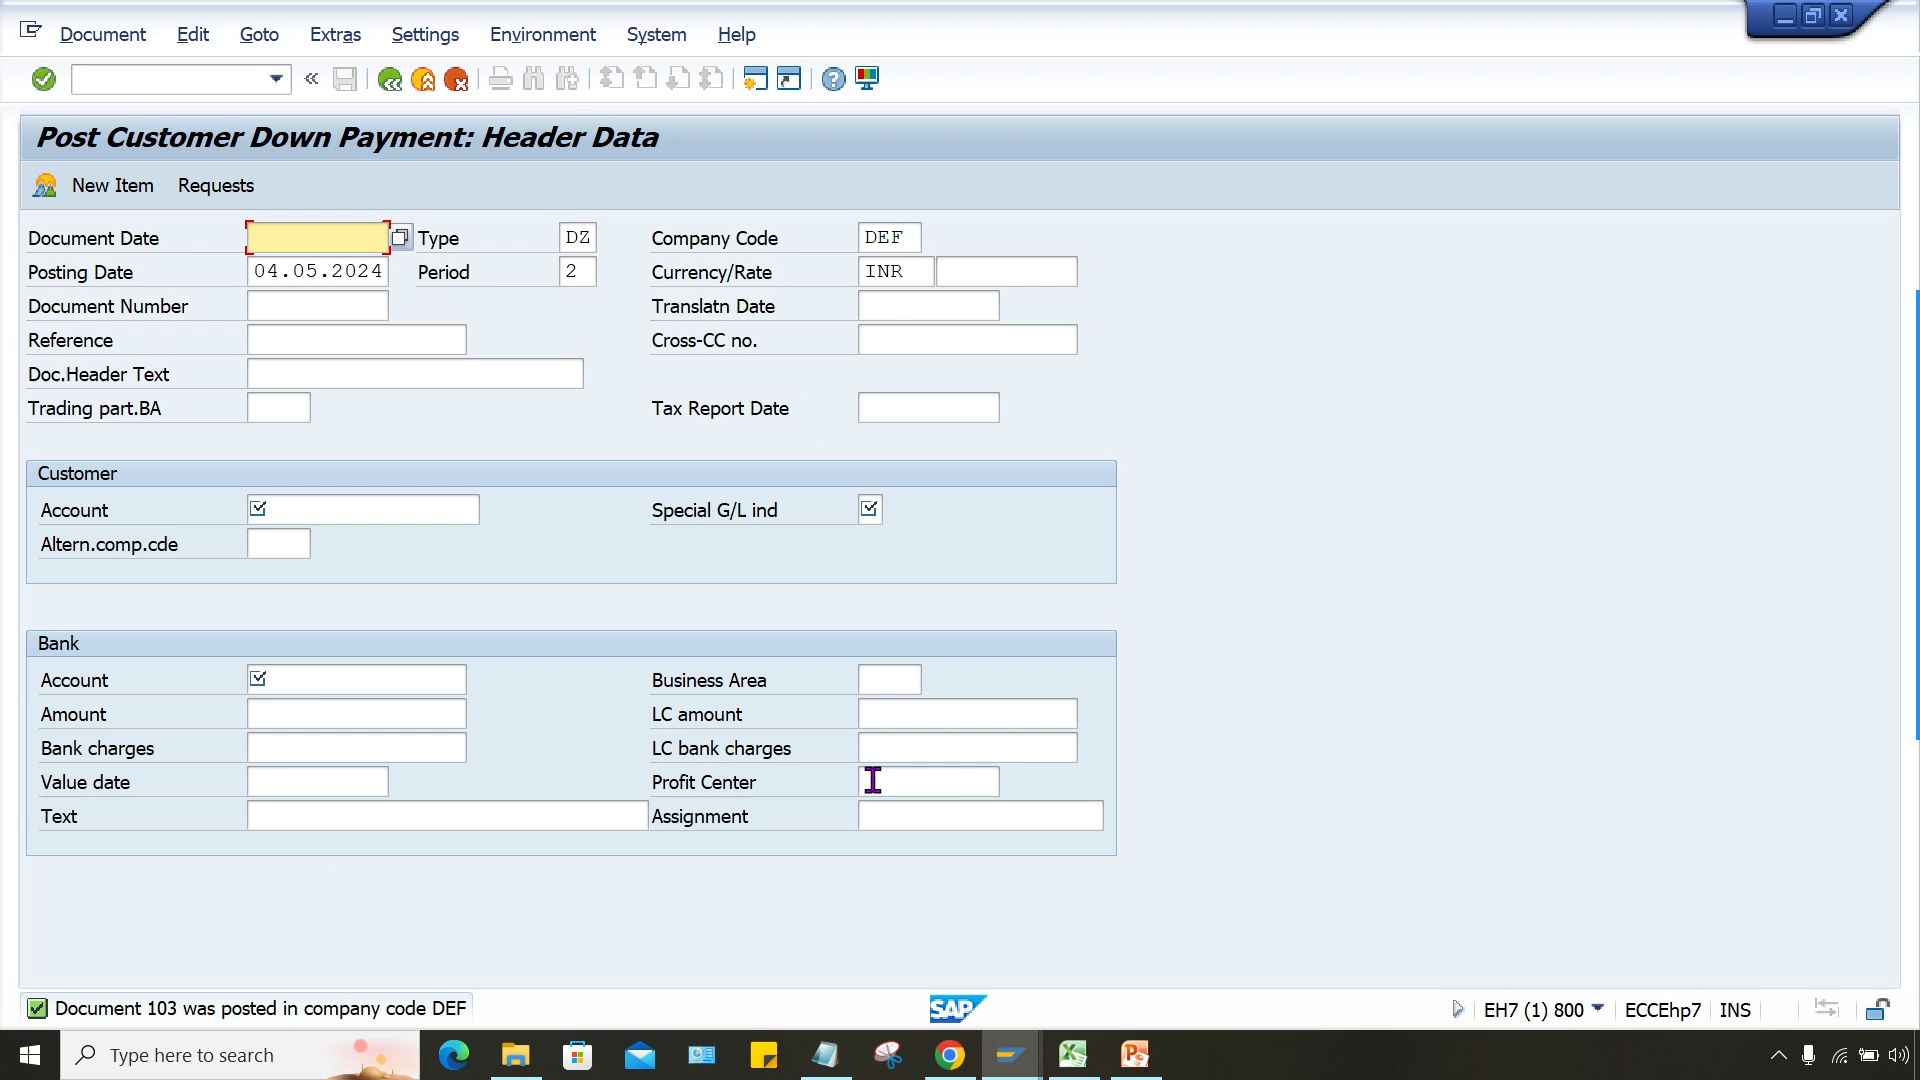 Document Edit Goto Extras Settings Environment System Help
Post Customer Down Payment: Header Data
New Item Requests
Document Date Type DZ Company Code DEF
Posting Date 04.05.2024 Period 2 Currency/Rate INR
Document Number Translatn Date
Reference Cross-CC no.
Doc.Header Text
Trading part.BA Tax Report Date
Customer
Account Special G/L ind
Altern.comp.cde
Bank
Account Business Area
Amount LC amount
Bank charges LC bank charges
Value date Profit Center
Text Assignment
Document 103 was posted in company code DEF SAP EH7 (1) 800 ECCEhp7 INS
Type here to search